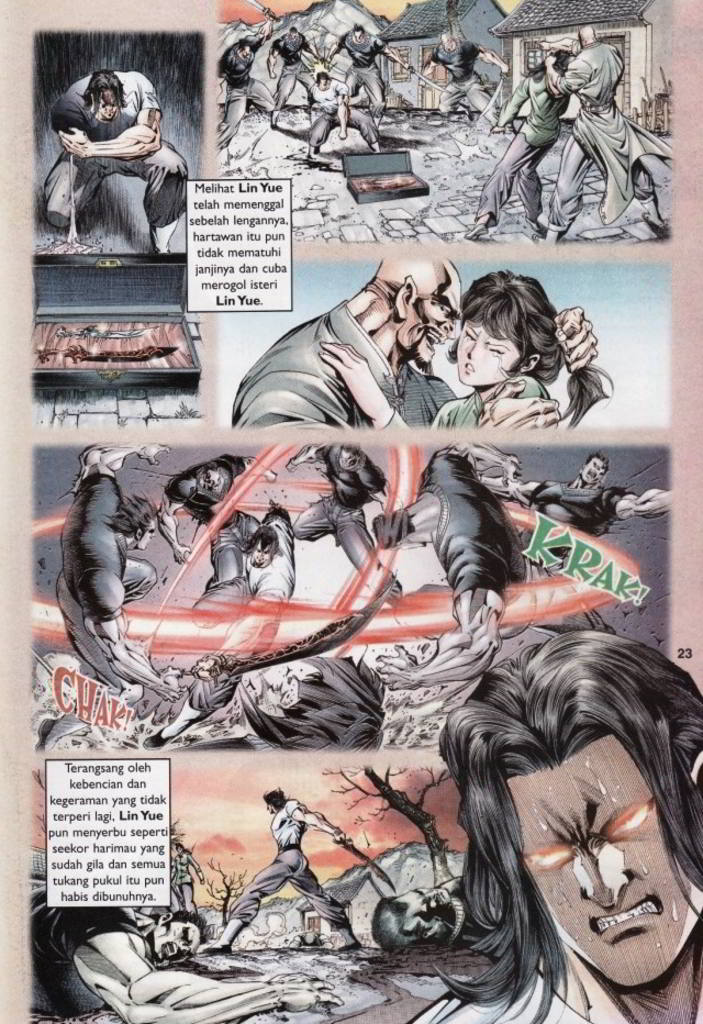 Melihat Lin Yue
telah memenggal
sebelah lengannya,
hartawan itu pun
tidak mematuhi
janjinya dan cuba
merogol isteri
Lin Yue.
KRAK!
23
CHAK!
Terangsang oleh
kebencian dan
kegeraman yang tidak
terperi lagi, Lin Yue
pun menyerbu seperti
seekor harimau yang
sudah gila dan semua
tukang pukul itu pun
habis dibunuhnya.